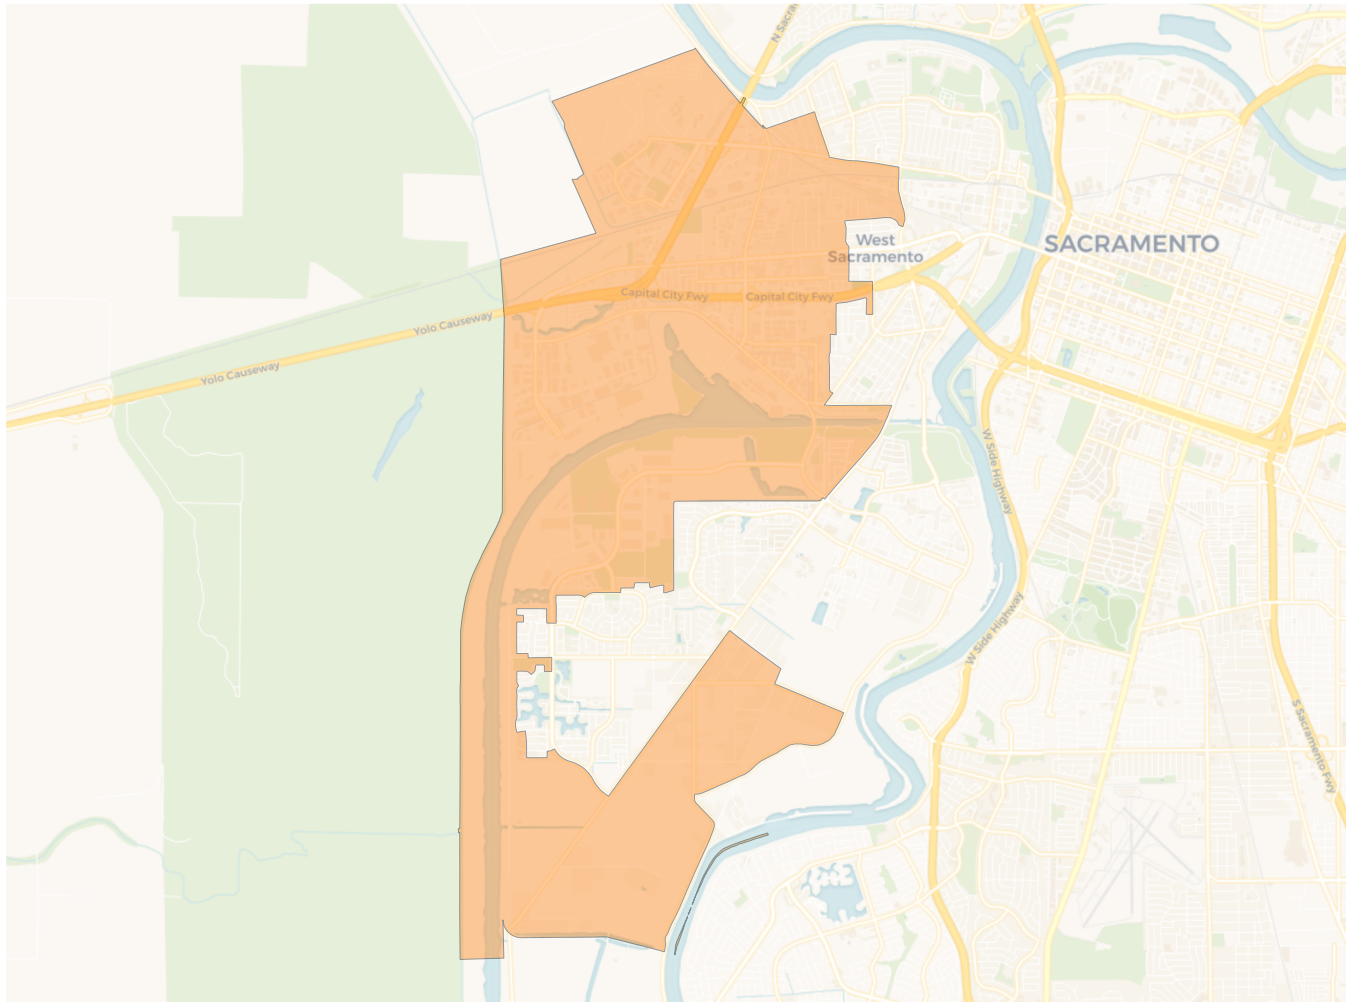 N Sacra
West
Sacramento
SACRAMENTO
Capital City Fwy
Capital City Fwy
Yolo Causeway
Yolo Causeway
W Side Highway
W Side Highway
S Sacramento Fwy